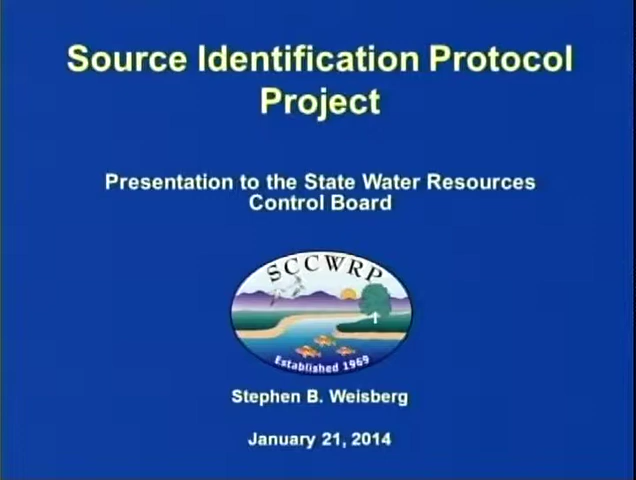 Source Identification Protocol
Project
Presentation to the State Water Resources
Control Board
SCCWRP
Established 1969
Stephen B. Weisberg
January 21, 2014